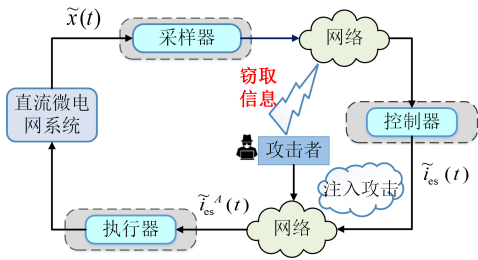 x̃(t)
采样器
网络
窃取
信息
直流微电
网系统
控制器
攻击者
ĩes(t)
注入攻击
ĩesᴬ(t)
执行器
网络